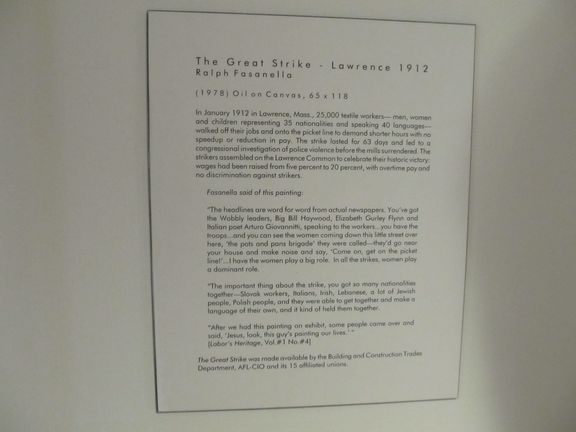 The Great Strike - Lawrence 1912
Ralph Fasanella
(1978) Oil on Canvas, 65 x 118
In January 1912 in Lawrence, Mass., 25,000 textile workers— men, women
and children representing 35 nationalities and speaking 40 languages—
walked off their jobs and onto the picket line to demand shorter hours with no
speedup or reduction in pay. The strike lasted for 63 days and led to a
congressional investigation of police violence before the mills surrendered. The
strikers assembled on the Lawrence Common to celebrate their historic victory:
wages had been raised from five percent to 20 percent, with overtime pay and
no discrimination against strikers.
Fasanella said of this painting:
"The headlines are word for word from actual newspapers. You've got
the Wobbly leaders, Big Bill Haywood, Elizabeth Gurley Flynn and
Italian poet Arturo Giovannitti, speaking to the workers...you have the
troops...and you can see the women coming down this little street over
here, 'the pots and pans brigade' they were called—they'd go near
your house and make noise and say, 'Come on, get on the picket
line!'...I have the women play a big role. In all the strikes, women play
a dominant role.
"The important thing about the strike, you got so many nationalities
together—Slovak workers, Italians, Irish, Lebanese, a lot of Jewish
people, Polish people, and they were able to get together and make a
language of their own, and it kind of held them together.
"After we had this painting on exhibit, some people came over and
said, 'Jesus, look, this guy's painting our lives.' "
(Labor's Heritage, Vol.#1 No.#4)
The Great Strike was made available by the Building and Construction Trades
Department, AFL-CIO and its 15 affiliated unions.